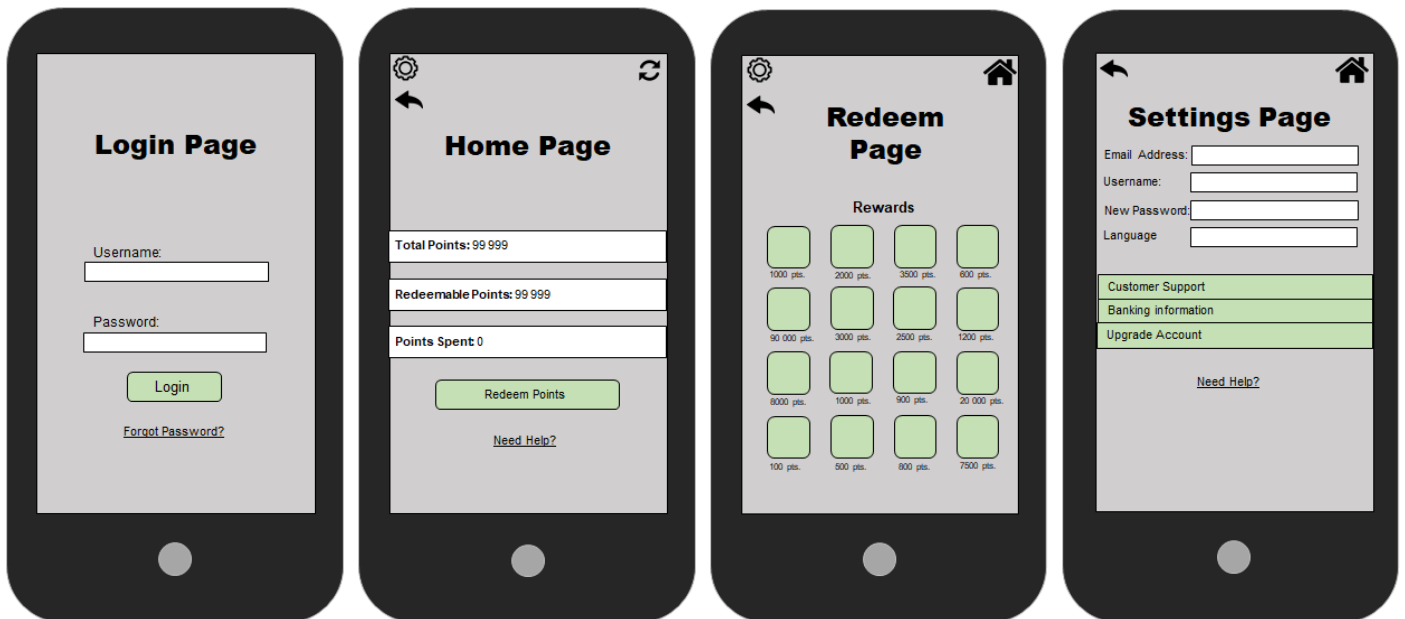 Login Page
Username:
Password:
Login
Forgot Password?
Home Page
Total Points: 99 999
Redeemable Points: 99 999
Points Spent: 0
Redeem Points
Need Help?
Redeem
Page
Rewards
1000 pts. 2000 pts. 3500 pts. 600 pts.
90 000 pts. 3000 pts. 2500 pts. 1200 pts.
8000 pts. 1000 pts. 900 pts. 20 000 pts.
100 pts. 500 pts. 800 pts. 7500 pts.
Settings Page
Email Address:
Username:
New Password:
Language
Customer Support
Banking information
Upgrade Account
Need Help?